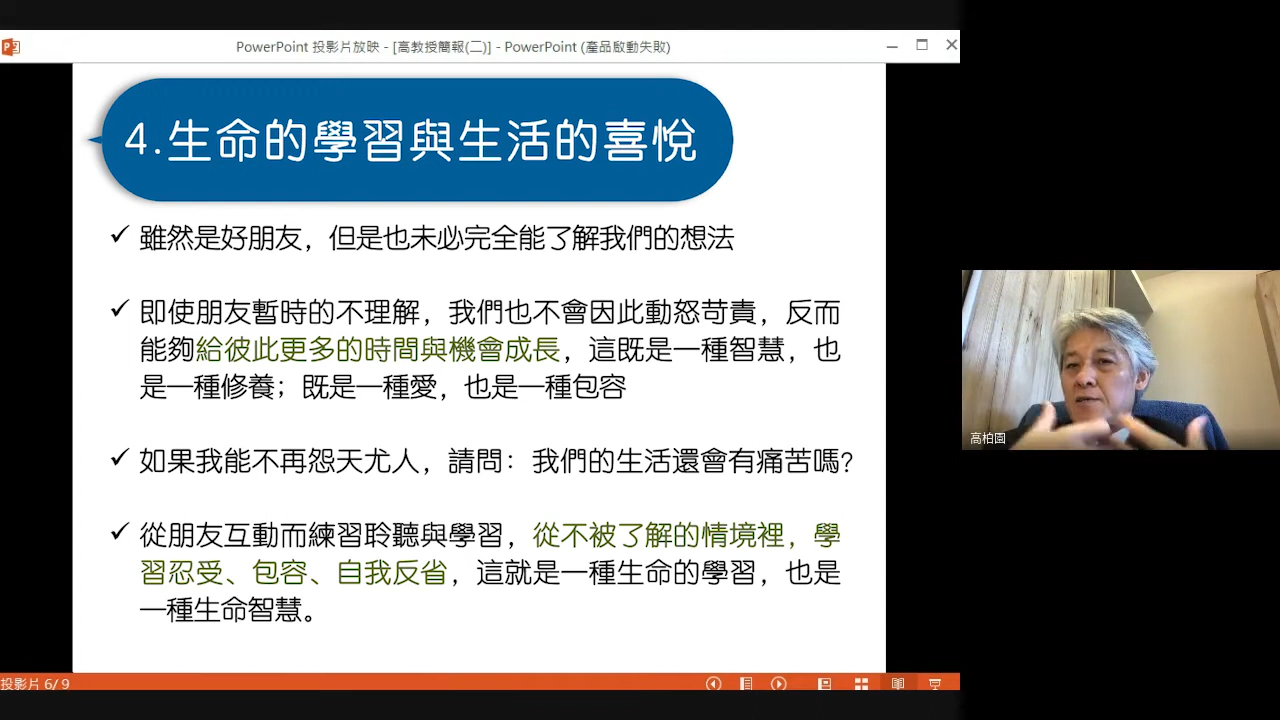 PowerPoint 投影片放映 - [高教授簡報(二)] - PowerPoint (產品啟動失敗)
4.生命的學習與生活的喜悅
✓ 雖然是好朋友，但是也未必完全能了解我們的想法
✓ 即使朋友暫時的不理解，我們也不會因此動怒苛責，反而
能夠給彼此更多的時間與機會成長，這既是一種智慧，也
是一種修養；既是一種愛，也是一種包容
✓ 如果我能不再怨天尤人，請問：我們的生活還會有痛苦嗎?
✓ 從朋友互動而練習聆聽與學習，從不被了解的情境裡，學
習忍受、包容、自我反省，這就是一種生命的學習，也是
一種生命智慧。
高柏園
投影片 6/9